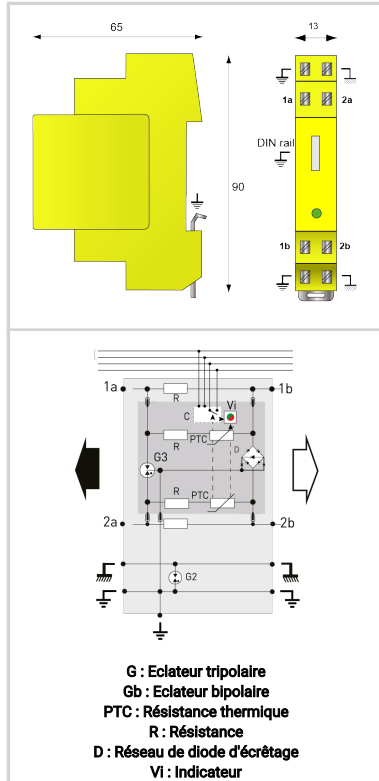 65
13
1a
2a
DIN rail
90
1b
2b
1a
1b
R
C
Vi
R
PTC
D
G3
R
PTC
2a
2b
G2
G : Eclateur tripolaire
Gb : Eclateur bipolaire
PTC : Résistance thermique
R : Résistance
D : Réseau de diode d'écrêtage
Vi : Indicateur